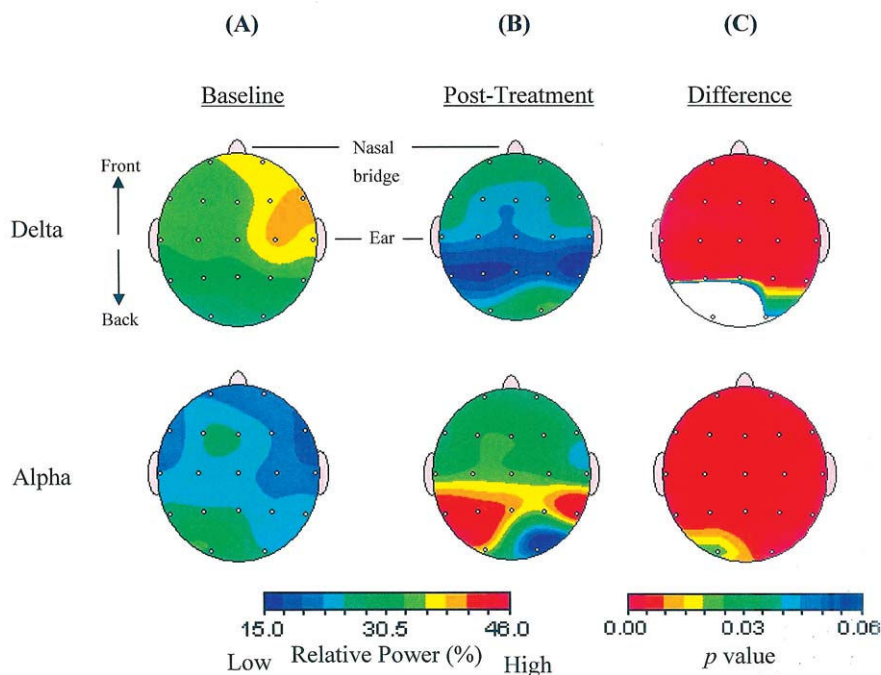 (A) (B) (C)
Baseline Post-Treatment Difference
Front Nasal
bridge
Delta Ear
Back
Alpha
15.0 30.5 46.0 0.00 0.03 0.06
Low Relative Power (%) High p value